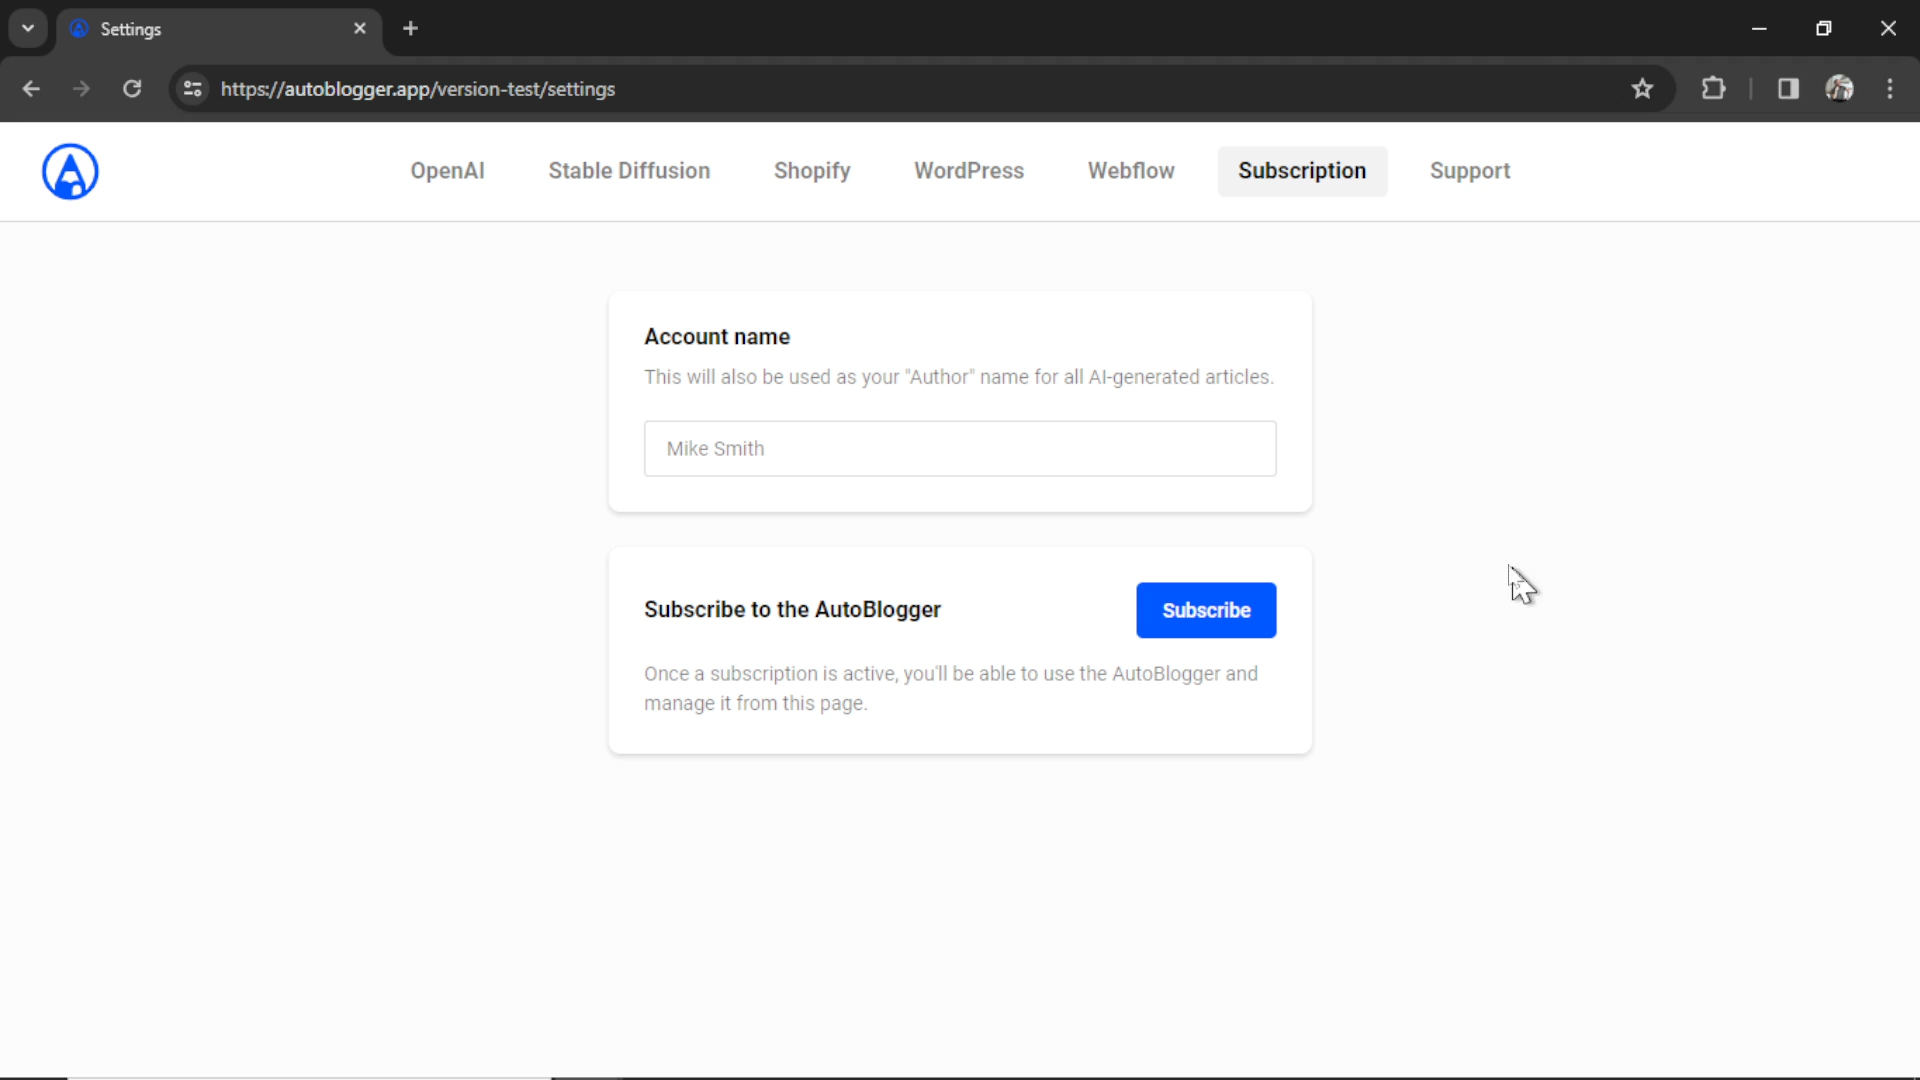 Settings
https://autoblogger.app/version-test/settings
OpenAI Stable Diffusion Shopify WordPress Webflow Subscription Support
Account name
This will also be used as your "Author" name for all AI-generated articles.
Mike Smith
Subscribe to the AutoBlogger Subscribe
Once a subscription is active, you'll be able to use the AutoBlogger and
manage it from this page.